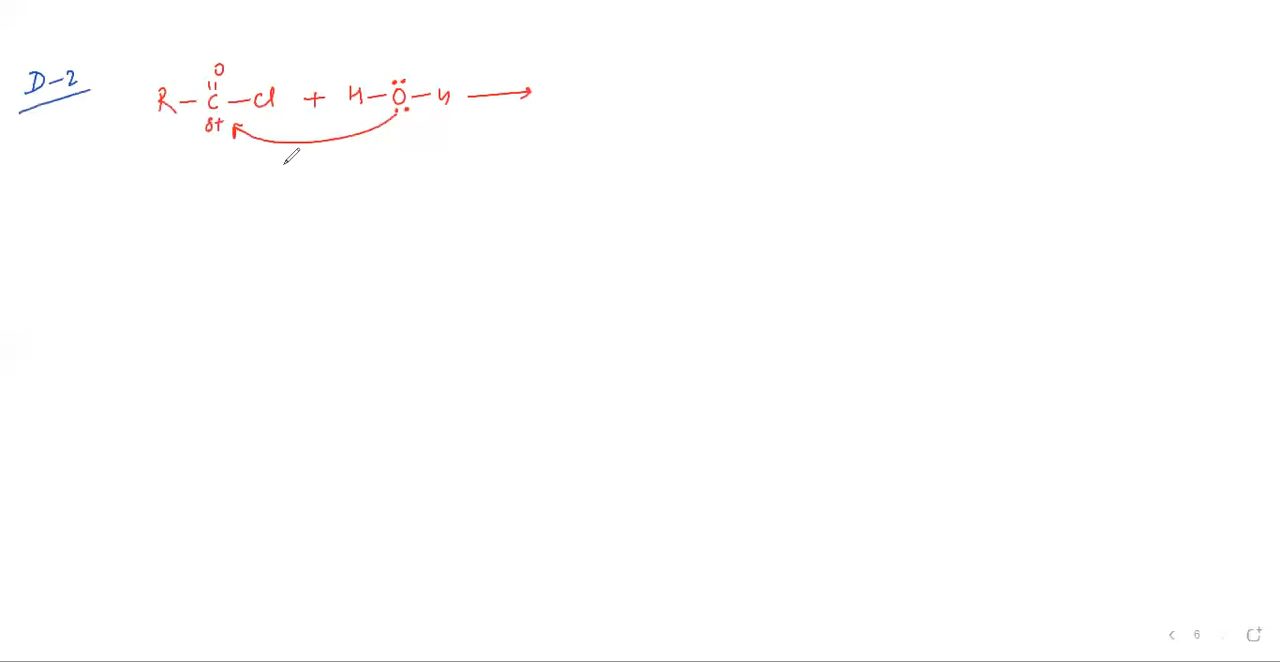 D-2
O
R-C-Cl + H-O-H →
δ+
6